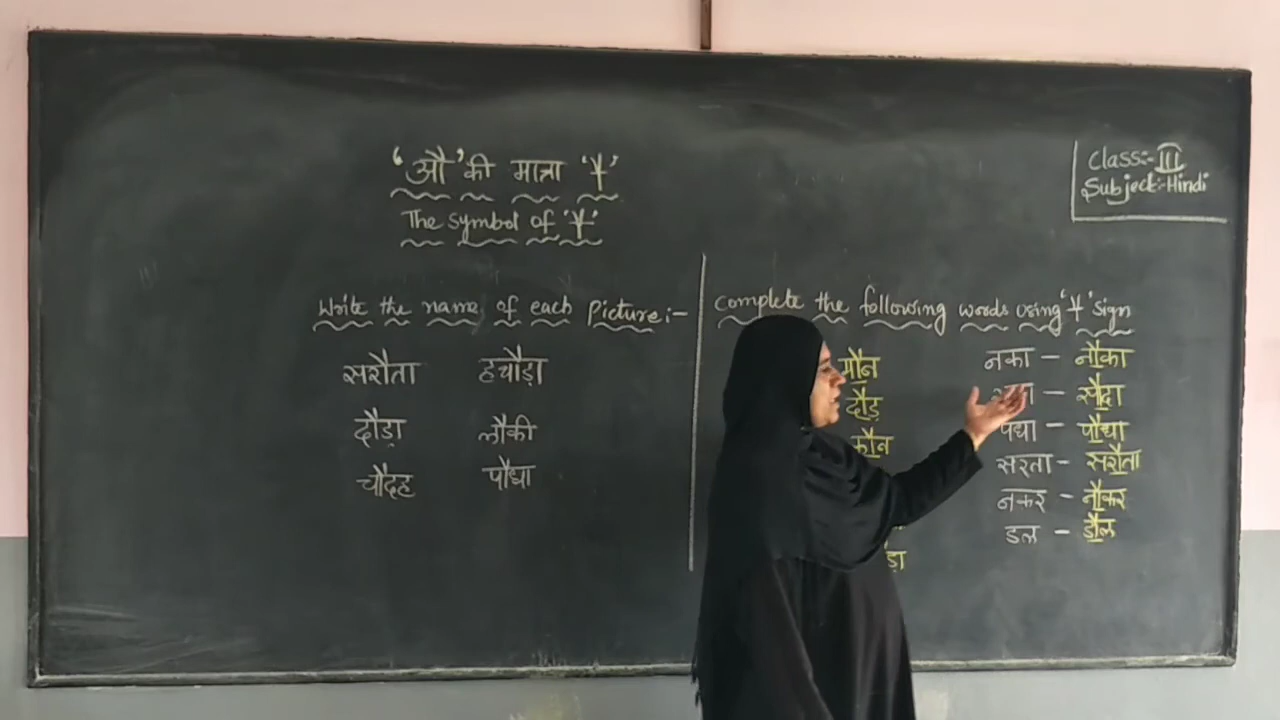 'औ' की मात्रा 'ौ'
The symbol of 'ौ'
Class:- III
Subject:-Hindi
Write the name of each Picture:-
सरौता हचौड़ा
दौड़ा लौकी
चौदह पौधा
Complete the following words using 'ौ' Sign
मौन नका - नौका
दौड़ - सौदा
कौन पधा - पौधा
सरता - सरौता
नकर - नौकर
ड़ा डल - डौल